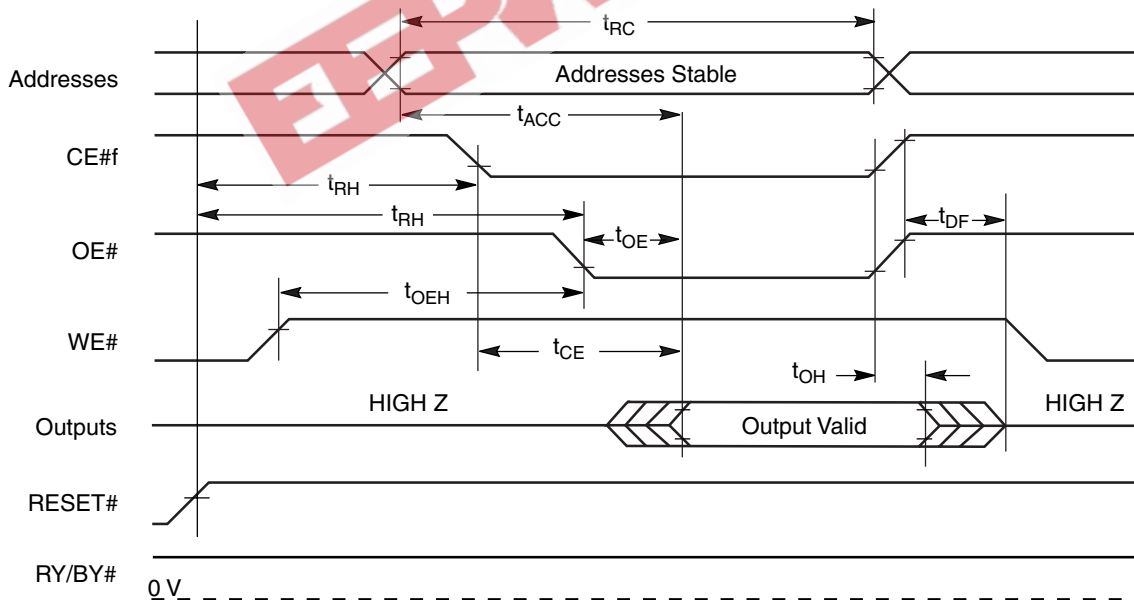 tRC
Addresses
Addresses Stable
tACC
CE#f
tRH
tRH
tDF
OE#
tOE
tOEH
WE#
tCE
tOH
HIGH Z
HIGH Z
Outputs
Output Valid
RESET#
RY/BY#
0 V